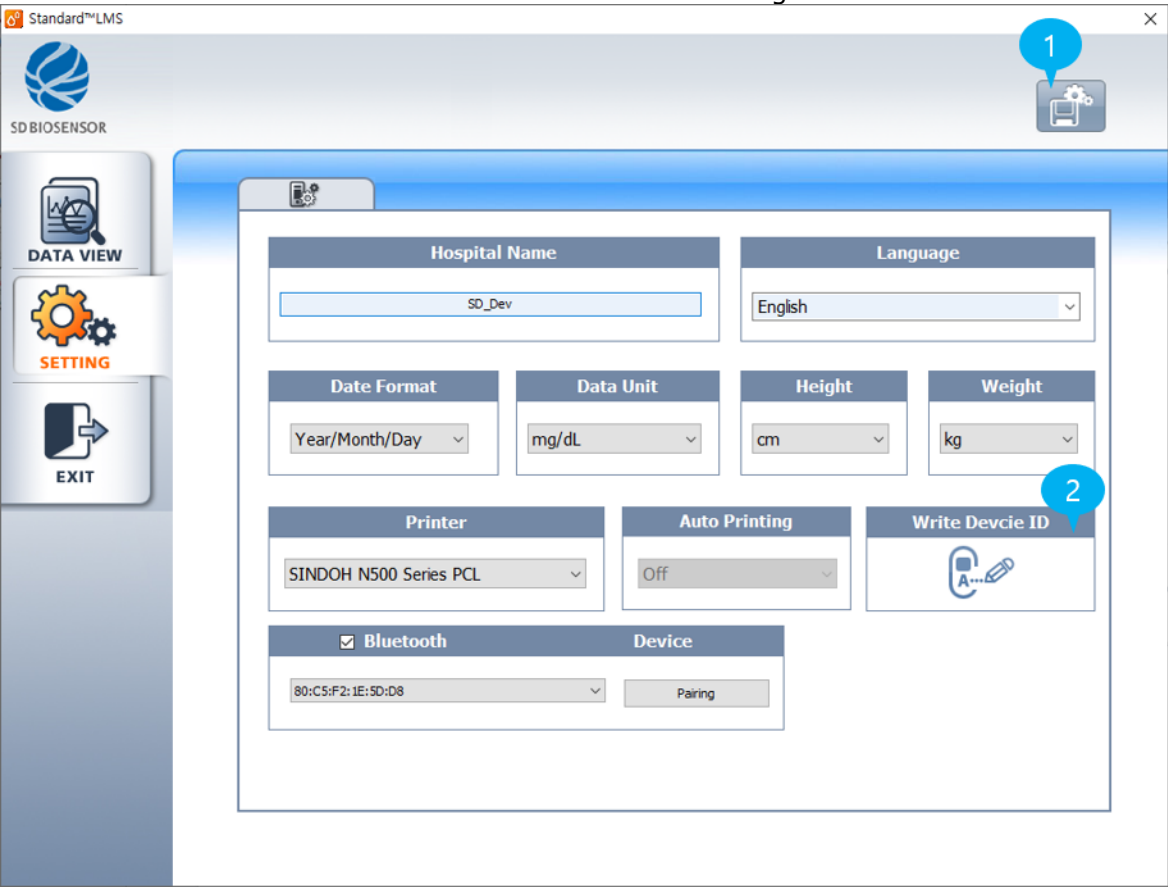 Standard™LMS
1
SD BIOSENSOR
DATA VIEW
SETTING
EXIT
Hospital Name
Language
SD_Dev
English
Date Format
Data Unit
Height
Weight
Year/Month/Day
mg/dL
cm
kg
2
Printer
Auto Printing
Write Devcie ID
SINDOH N500 Series PCL
Off
A...
Bluetooth
Device
80:C5:F2:1E:5D:D8
Pairing